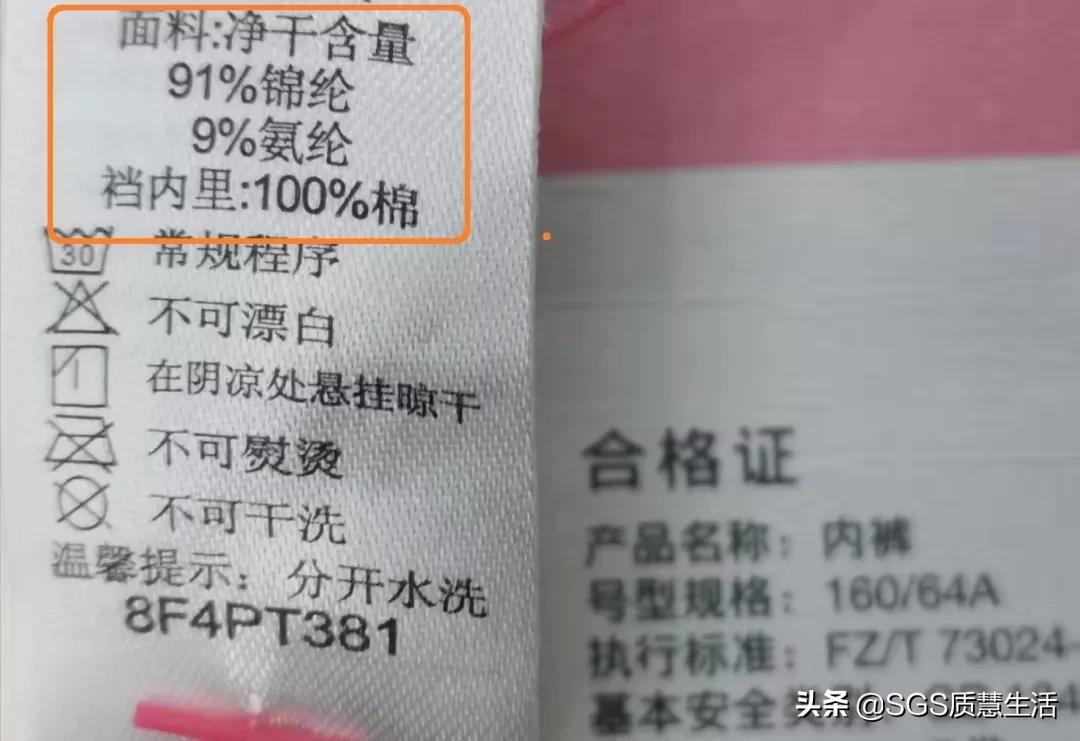 面料:净干含量
91%锦纶
9%氨纶
裆内里:100%棉
30 常规程序
不可漂白
在阴凉处悬挂晾干
不可熨烫
不可干洗
温馨提示：分开水洗
8F4PT381
合格证
产品名称：内裤
号型规格：160/64A
执行标准：FZ/T 73024-
基本安全
头条 @SGS质慧生活